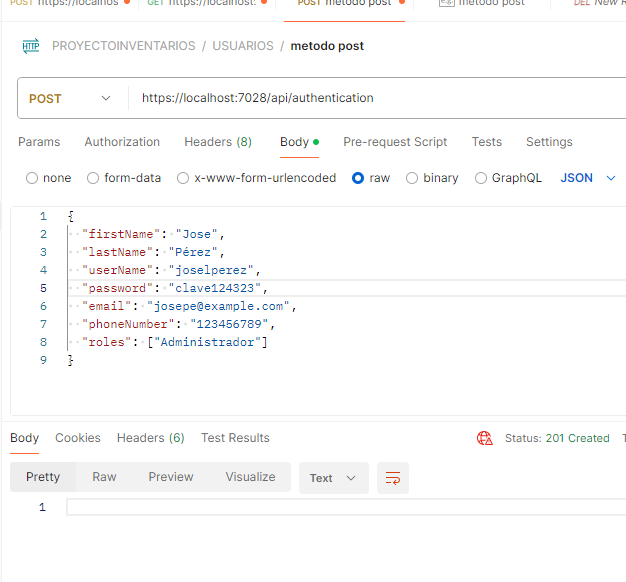 POST https://localhos GET https://localhost: POST metodo post metodo post DEL New R
HTTP PROYECTOINVENTARIOS / USUARIOS / metodo post
POST https://localhost:7028/api/authentication
Params Authorization Headers (8) Body Pre-request Script Tests Settings
none form-data x-www-form-urlencoded raw binary GraphQL JSON
1 {
2 "firstName": "Jose",
3 "lastName": "Pérez",
4 "userName": "joselperez",
5 "password": "clave124323",
6 "email": "josepe@example.com",
7 "phoneNumber": "123456789",
8 "roles": ["Administrador"]
9 }
Body Cookies Headers (6) Test Results Status: 201 Created
Pretty Raw Preview Visualize Text
1